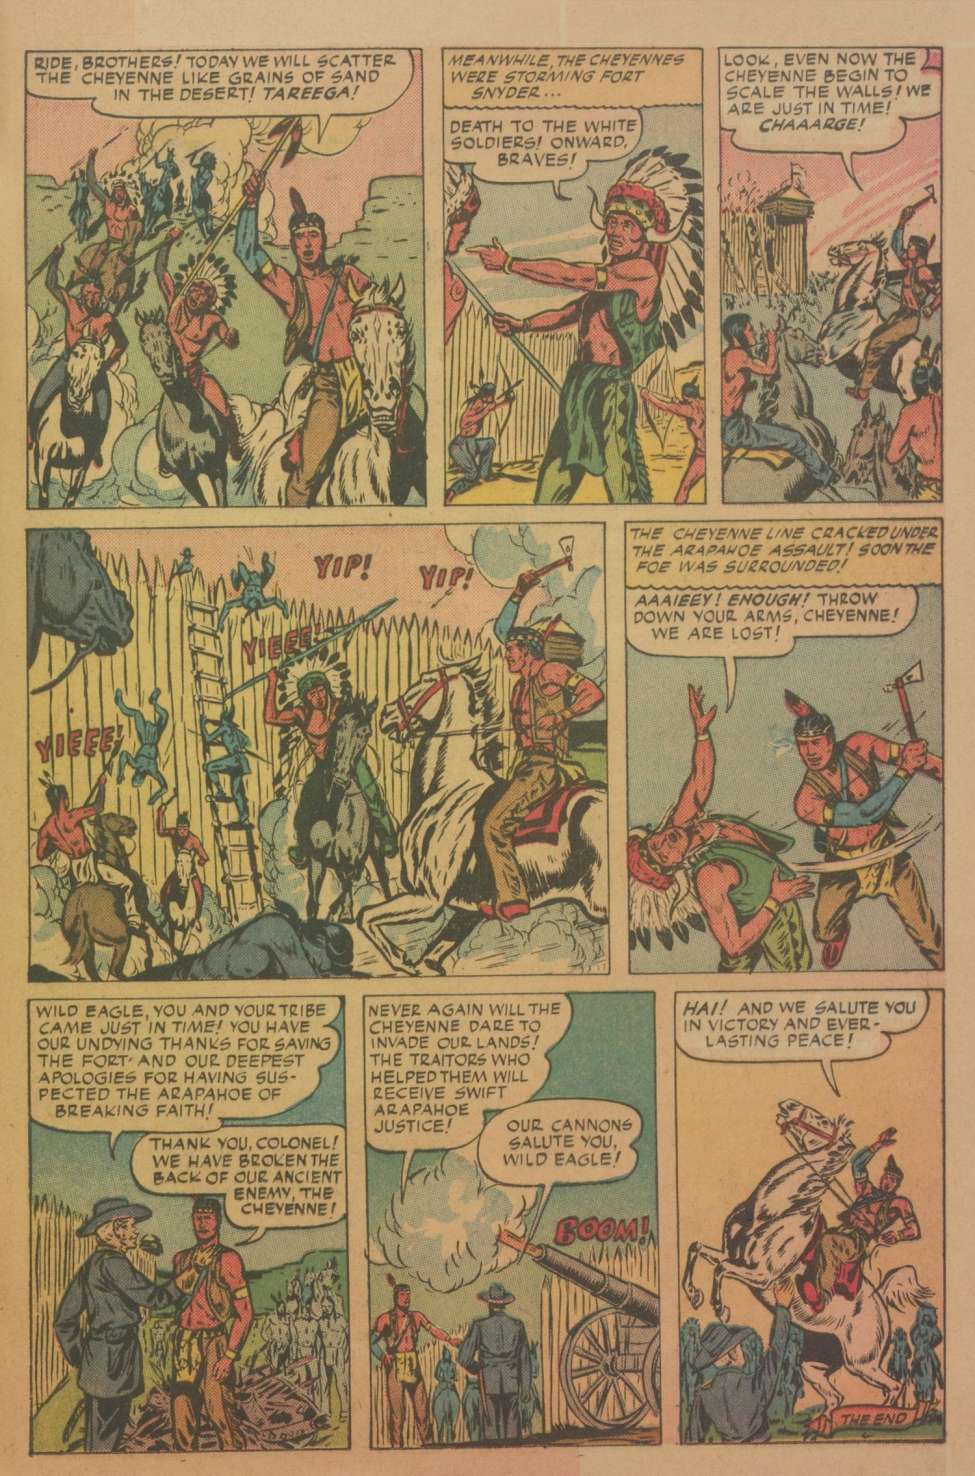 RIDE, BROTHERS! TODAY WE WILL SCATTER
THE CHEYENNE LIKE GRAINS OF SAND
IN THE DESERT! TAREEGA!
MEANWHILE, THE CHEYENNES
WERE STORMING FORT
SNYDER...
DEATH TO THE WHITE
SOLDIERS! ONWARD,
BRAVES!
LOOK, EVEN NOW THE
CHEYENNE BEGIN TO
SCALE THE WALLS! WE
ARE JUST IN TIME!
CHAAARGE!
YIP!
YIP!
YIEEE!
YIEEE!
THE CHEYENNE LINE CRACKED UNDER
THE ARAPAHOE ASSAULT! SOON THE
FOE WAS SURROUNDED!
AAAIEEY! ENOUGH! THROW
DOWN YOUR ARMS, CHEYENNE!
WE ARE LOST!
WILD EAGLE, YOU AND YOUR TRIBE
CAME JUST IN TIME! YOU HAVE
OUR UNDYING THANKS FOR SAVING
THE FORT AND OUR DEEPEST
APOLOGIES FOR HAVING SUS-
PECTED THE ARAPAHOE OF
BREAKING FAITH!
THANK YOU, COLONEL!
WE HAVE BROKEN THE
BACK OF OUR ANCIENT
ENEMY, THE
CHEYENNE!
NEVER AGAIN WILL THE
CHEYENNE DARE TO
INVADE OUR LANDS!
THE TRAITORS WHO
HELPED THEM WILL
RECEIVE SWIFT
ARAPAHOE
JUSTICE!
OUR CANNONS
SALUTE YOU,
WILD EAGLE!
BOOM!
HAI! AND WE SALUTE YOU
IN VICTORY AND EVER-
LASTING PEACE!
THE END